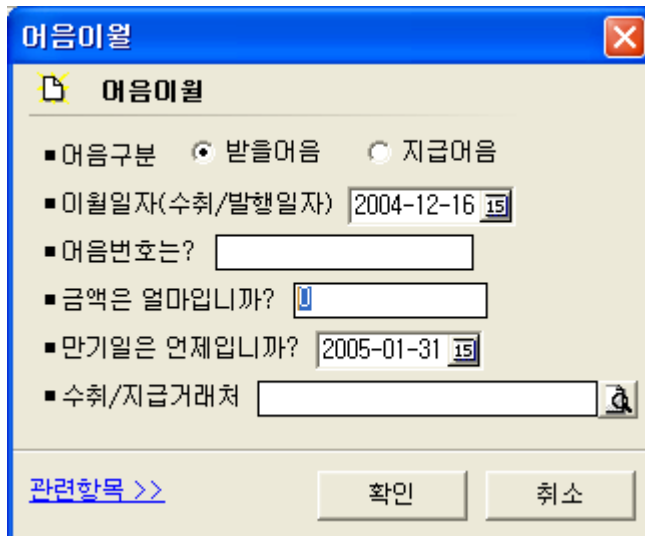 어음이월
어음이월
어음구분 받을어음 지급어음
이월일자(수취/발행일자) 2004-12-16 15
어음번호는?
금액은 얼마입니까? 0
만기일은 언제입니까? 2005-01-31 15
수취/지급거래처
관련항목 >> 확인 취소